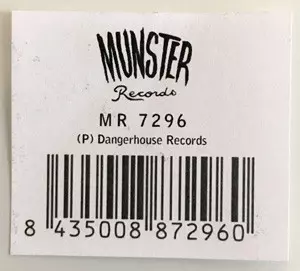 MUNSTER
Records
MR 7296
(P) Dangerhouse Records
8 435008 872960